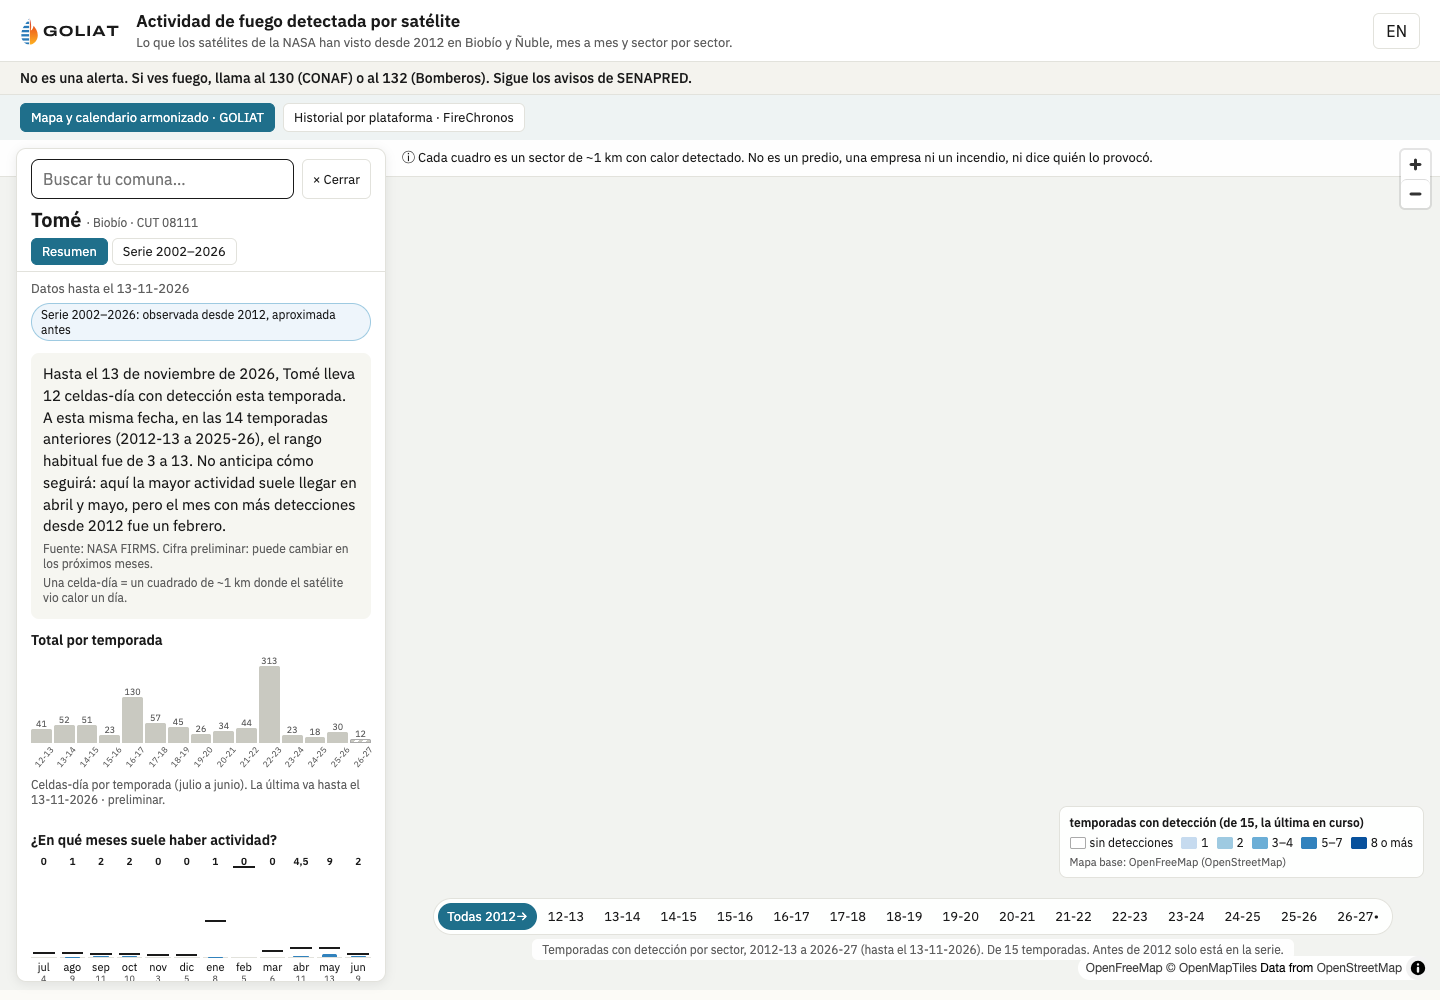 GOLIAT
Actividad de fuego detectada por satélite
Lo que los satélites de la NASA han visto desde 2012 en Biobío y Ñuble, mes a mes y sector por sector.
EN
No es una alerta. Si ves fuego, llama al 130 (CONAF) o al 132 (Bomberos). Sigue los avisos de SENAPRED.
Mapa y calendario armonizado · GOLIAT
Historial por plataforma · FireChronos
ⓘ Cada cuadro es un sector de ~1 km con calor detectado. No es un predio, una empresa ni un incendio, ni dice quién lo provocó.
Buscar tu comuna...
× Cerrar
Tomé · Biobío · CUT 08111
Resumen
Serie 2002–2026
Datos hasta el 13-11-2026
Serie 2002–2026: observada desde 2012, aproximada
antes
Hasta el 13 de noviembre de 2026, Tomé lleva
12 celdas-día con detección esta temporada.
A esta misma fecha, en las 14 temporadas
anteriores (2012-13 a 2025-26), el rango
habitual fue de 3 a 13. No anticipa cómo
seguirá: aquí la mayor actividad suele llegar en
abril y mayo, pero el mes con más detecciones
desde 2012 fue un febrero.
Fuente: NASA FIRMS. Cifra preliminar: puede cambiar en
los próximos meses.
Una celda-día = un cuadrado de ~1 km donde el satélite
vio calor un día.
Total por temporada
41 52 51 23 130 57 45 26 34 44 313 23 18 30 12
12-13 13-14 14-15 15-16 16-17 17-18 18-19 19-20 20-21 21-22 22-23 23-24 24-25 25-26 26-27
Celdas-día por temporada (julio a junio). La última va hasta el
13-11-2026 · preliminar.
¿En qué meses suele haber actividad?
0 1 2 2 0 0 1 0 0 4,5 9 2
jul ago sep oct nov dic ene feb mar abr may jun
4 9 11 10 3 5 8 5 6 11 13 9
temporadas con detección (de 15, la última en curso)
sin detecciones 1 2 3–4 5–7 8 o más
Mapa base: OpenFreeMap (OpenStreetMap)
Todas 2012→ 12-13 13-14 14-15 15-16 16-17 17-18 18-19 19-20 20-21 21-22 22-23 23-24 24-25 25-26 26-27•
Temporadas con detección por sector, 2012-13 a 2026-27 (hasta el 13-11-2026). De 15 temporadas. Antes de 2012 solo está en la serie.
OpenFreeMap © OpenMapTiles Data from OpenStreetMap